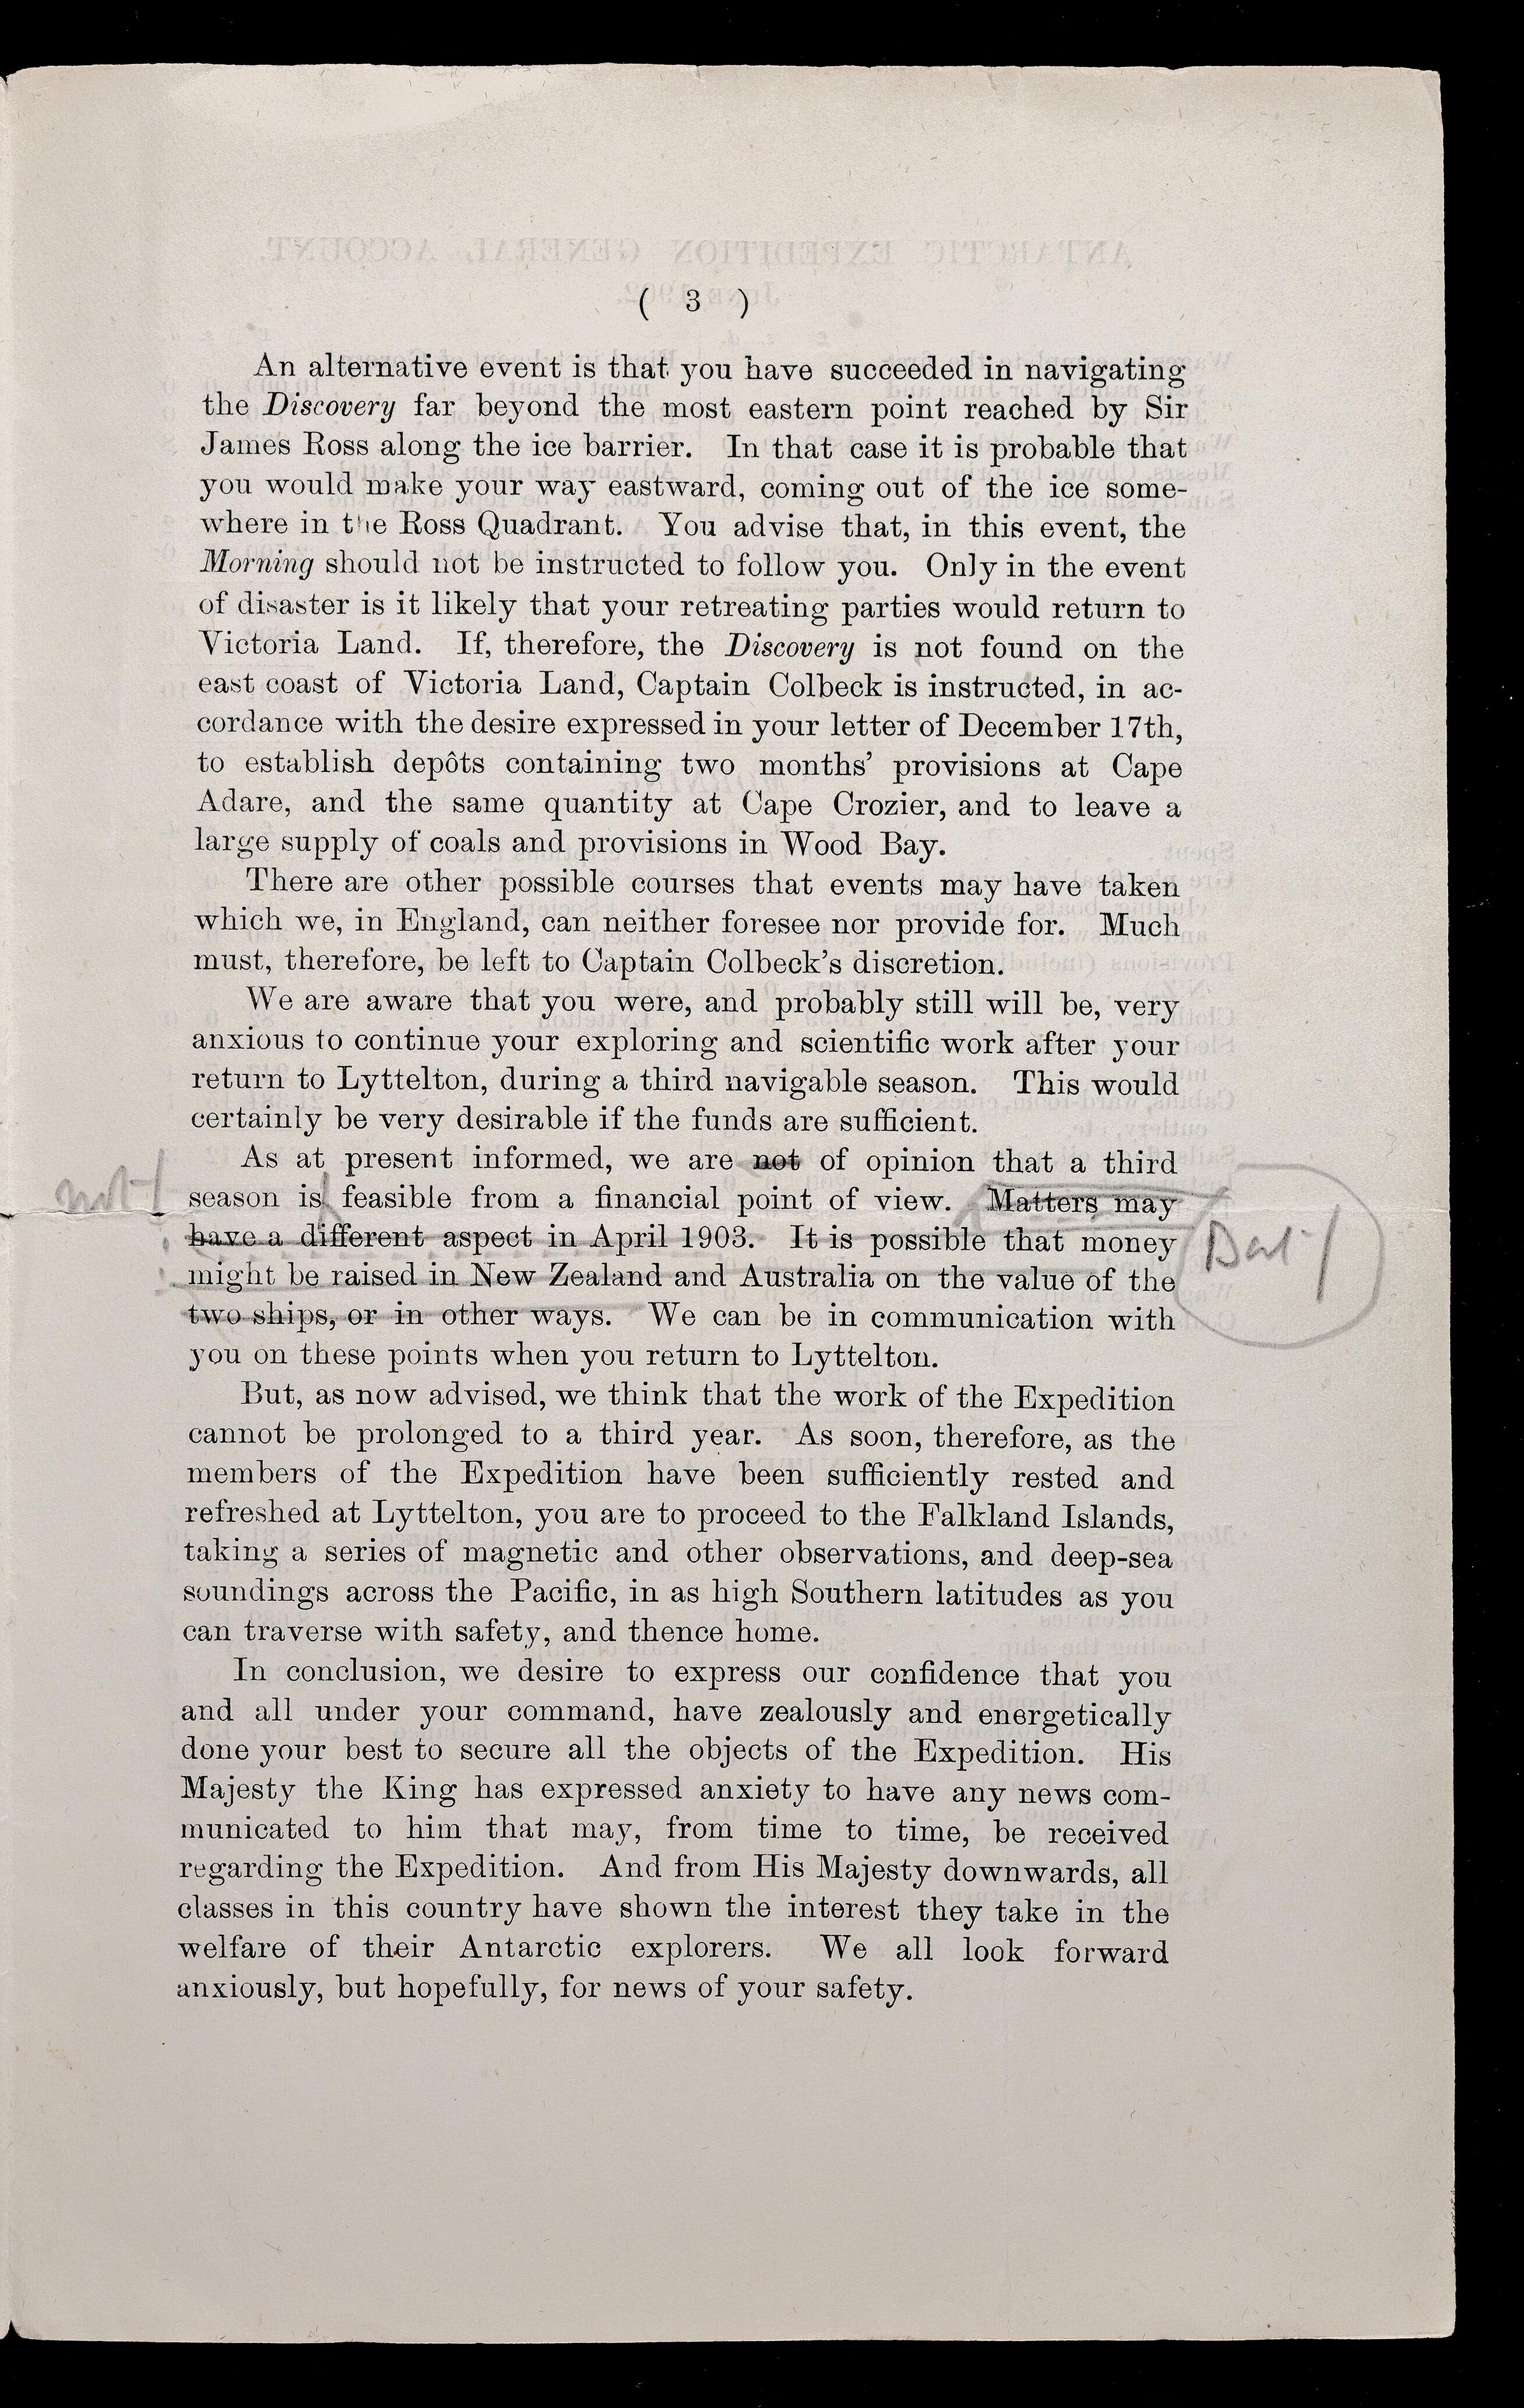 ( 3 )
An alternative event is that you have succeeded in navigating
the Discovery far beyond the most eastern point reached by Sir
James Ross along the ice barrier. In that case it is probable that
you would make your way eastward, coming out of the ice some-
where in the Ross Quadrant. You advise that, in this event, the
Morning should not be instructed to follow you. Only in the event
of disaster is it likely that your retreating parties would return to
Victoria Land. If, therefore, the Discovery is not found on the
east coast of Victoria Land, Captain Colbeck is instructed, in ac-
cordance with the desire expressed in your letter of December 17th,
to establish depôts containing two months' provisions at Cape
Adare, and the same quantity at Cape Crozier, and to leave a
large supply of coals and provisions in Wood Bay.
There are other possible courses that events may have taken
which we, in England, can neither foresee nor provide for. Much
must, therefore, be left to Captain Colbeck's discretion.
We are aware that you were, and probably still will be, very
anxious to continue your exploring and scientific work after your
return to Lyttelton, during a third navigable season. This would
certainly be very desirable if the funds are sufficient.
As at present informed, we are not of opinion that a third
not/ season is feasible from a financial point of view. Matters may
have a different aspect in April 1903. It is possible that money
might be raised in New Zealand and Australia on the value of the
two ships, or in other ways. We can be in communication with
you on these points when you return to Lyttelton.
But, as now advised, we think that the work of the Expedition
cannot be prolonged to a third year. As soon, therefore, as the
members of the Expedition have been sufficiently rested and
refreshed at Lyttelton, you are to proceed to the Falkland Islands,
taking a series of magnetic and other observations, and deep-sea
soundings across the Pacific, in as high Southern latitudes as you
can traverse with safety, and thence home.
In conclusion, we desire to express our confidence that you
and all under your command, have zealously and energetically
done your best to secure all the objects of the Expedition. His
Majesty the King has expressed anxiety to have any news com-
municated to him that may, from time to time, be received
regarding the Expedition. And from His Majesty downwards, all
classes in this country have shown the interest they take in the
welfare of their Antarctic explorers. We all look forward
anxiously, but hopefully, for news of your safety.